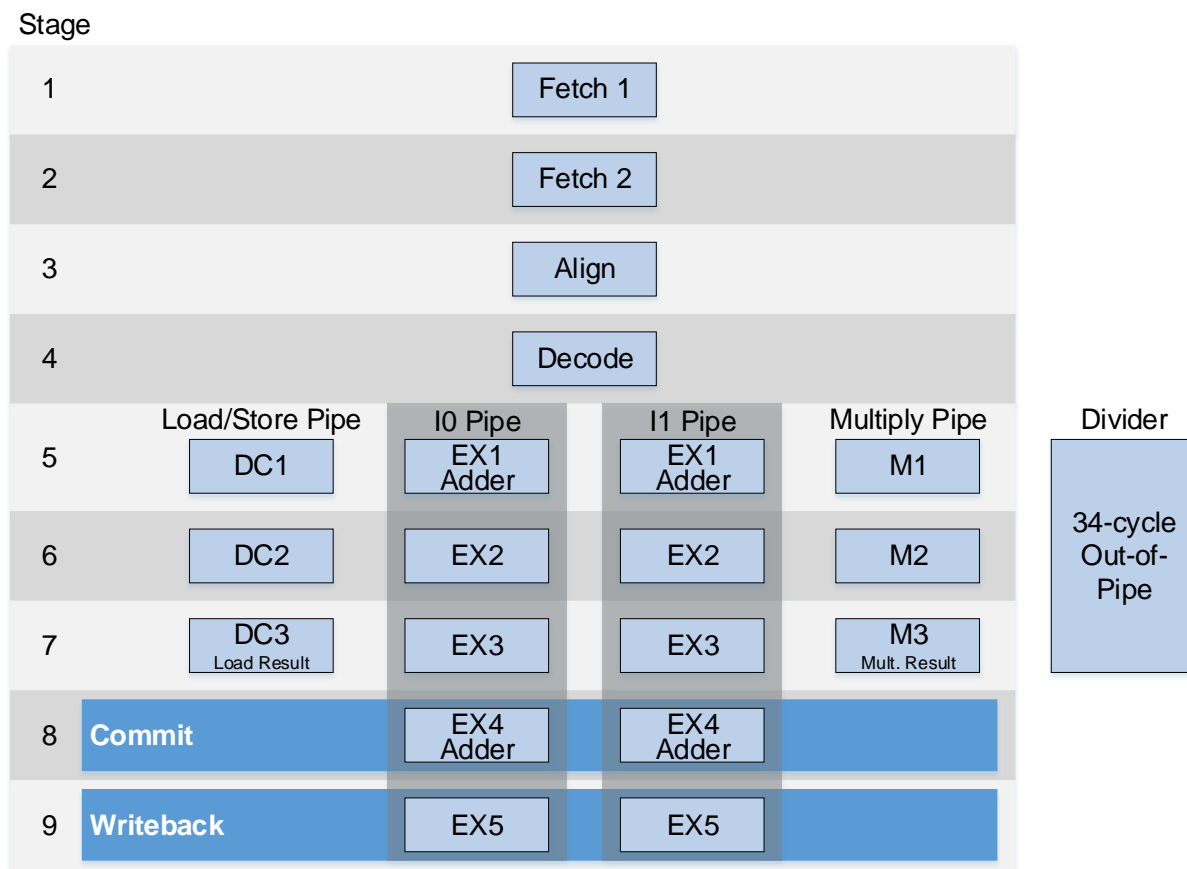 Stage
1
Fetch 1
2
Fetch 2
3
Align
4
Decode
Load/Store Pipe
I0 Pipe
I1 Pipe
Multiply Pipe
Divider
5
DC1
EX1
Adder
EX1
Adder
M1
34-cycle
Out-of-
Pipe
6
DC2
EX2
EX2
M2
7
DC3
Load Result
EX3
EX3
M3
Mult. Result
8
Commit
EX4
Adder
EX4
Adder
9
Writeback
EX5
EX5